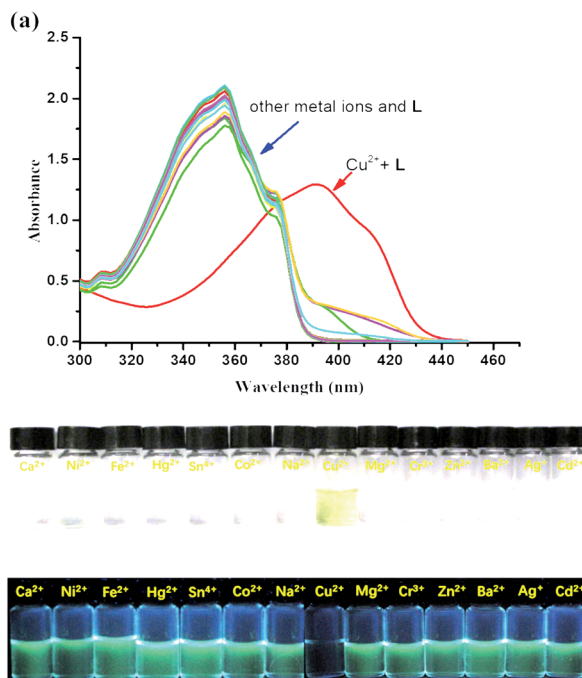 (a)
2.5
2.0
1.5
1.0
0.5
0.0
Absorbance
other metal ions and L
Cu²⁺+ L
300 320 340 360 380 400 420 440 460
Wavelength (nm)
Ca²⁺ Ni²⁺ Fe²⁺ Hg²⁺ Sn⁴⁺ Co²⁺ Cu²⁺ Mg²⁺ Cr³⁺ Zn²⁺ Ba²⁺ Ag⁺ Cd²⁺
Ca²⁺ Ni²⁺ Fe²⁺ Hg²⁺ Sn⁴⁺ Co²⁺ Na²⁺ Cu²⁺ Mg²⁺ Cr³⁺ Zn²⁺ Ba²⁺ Ag⁺ Cd²⁺